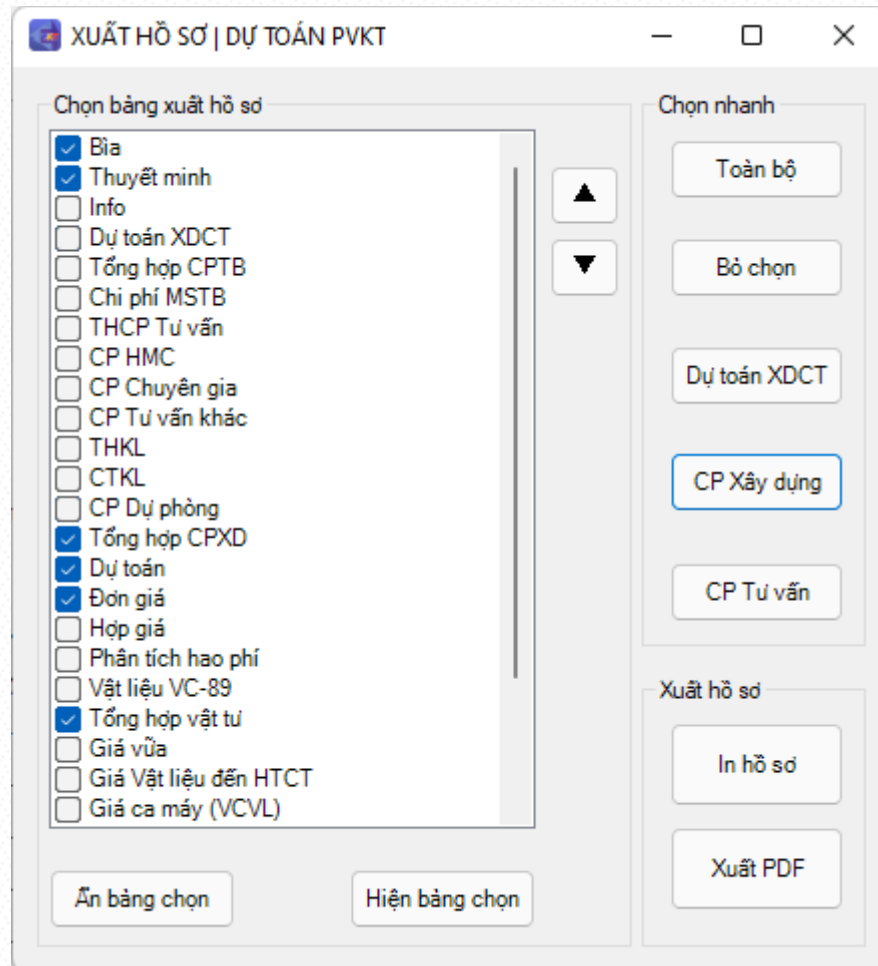 XUẤT HỒ SƠ | DỰ TOÁN PVKT
Chọn bảng xuất hồ sơ
Bìa
Thuyết minh
Info
Dự toán XDCT
Tổng hợp CPTB
Chi phí MSTB
THCP Tư vấn
CP HMC
CP Chuyên gia
CP Tư vấn khác
THKL
CTKL
CP Dự phòng
Tổng hợp CPXD
Dự toán
Đơn giá
Hợp giá
Phân tích hao phí
Vật liệu VC-89
Tổng hợp vật tư
Giá vữa
Giá Vật liệu đến HTCT
Giá ca máy (VCVL)
Ẩn bảng chọn
Hiện bảng chọn
Chọn nhanh
Toàn bộ
Bỏ chọn
Dự toán XDCT
CP Xây dựng
CP Tư vấn
Xuất hồ sơ
In hồ sơ
Xuất PDF